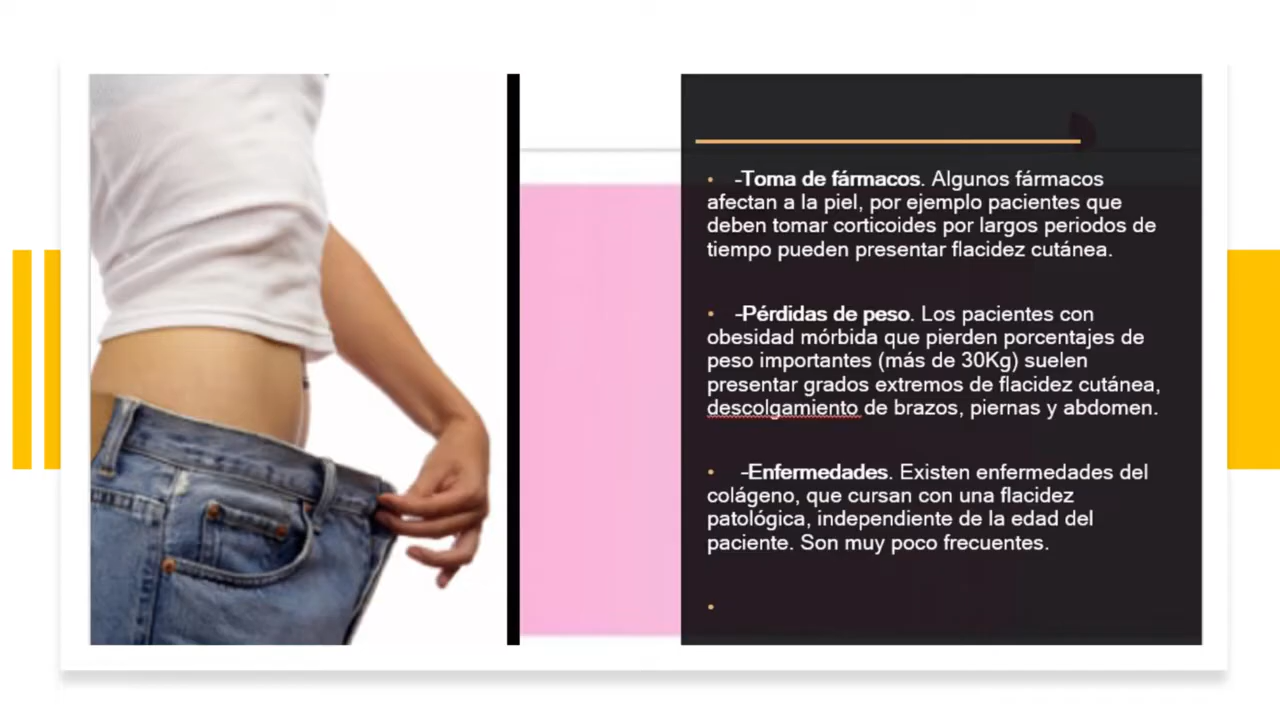 • -Toma de fármacos. Algunos fármacos
afectan a la piel, por ejemplo pacientes que
deben tomar corticoides por largos periodos de
tiempo pueden presentar flacidez cutánea.
• -Pérdidas de peso. Los pacientes con
obesidad mórbida que pierden porcentajes de
peso importantes (más de 30Kg) suelen
presentar grados extremos de flacidez cutánea,
descolgamiento de brazos, piernas y abdomen.
• -Enfermedades. Existen enfermedades del
colágeno, que cursan con una flacidez
patológica, independiente de la edad del
paciente. Son muy poco frecuentes.
•